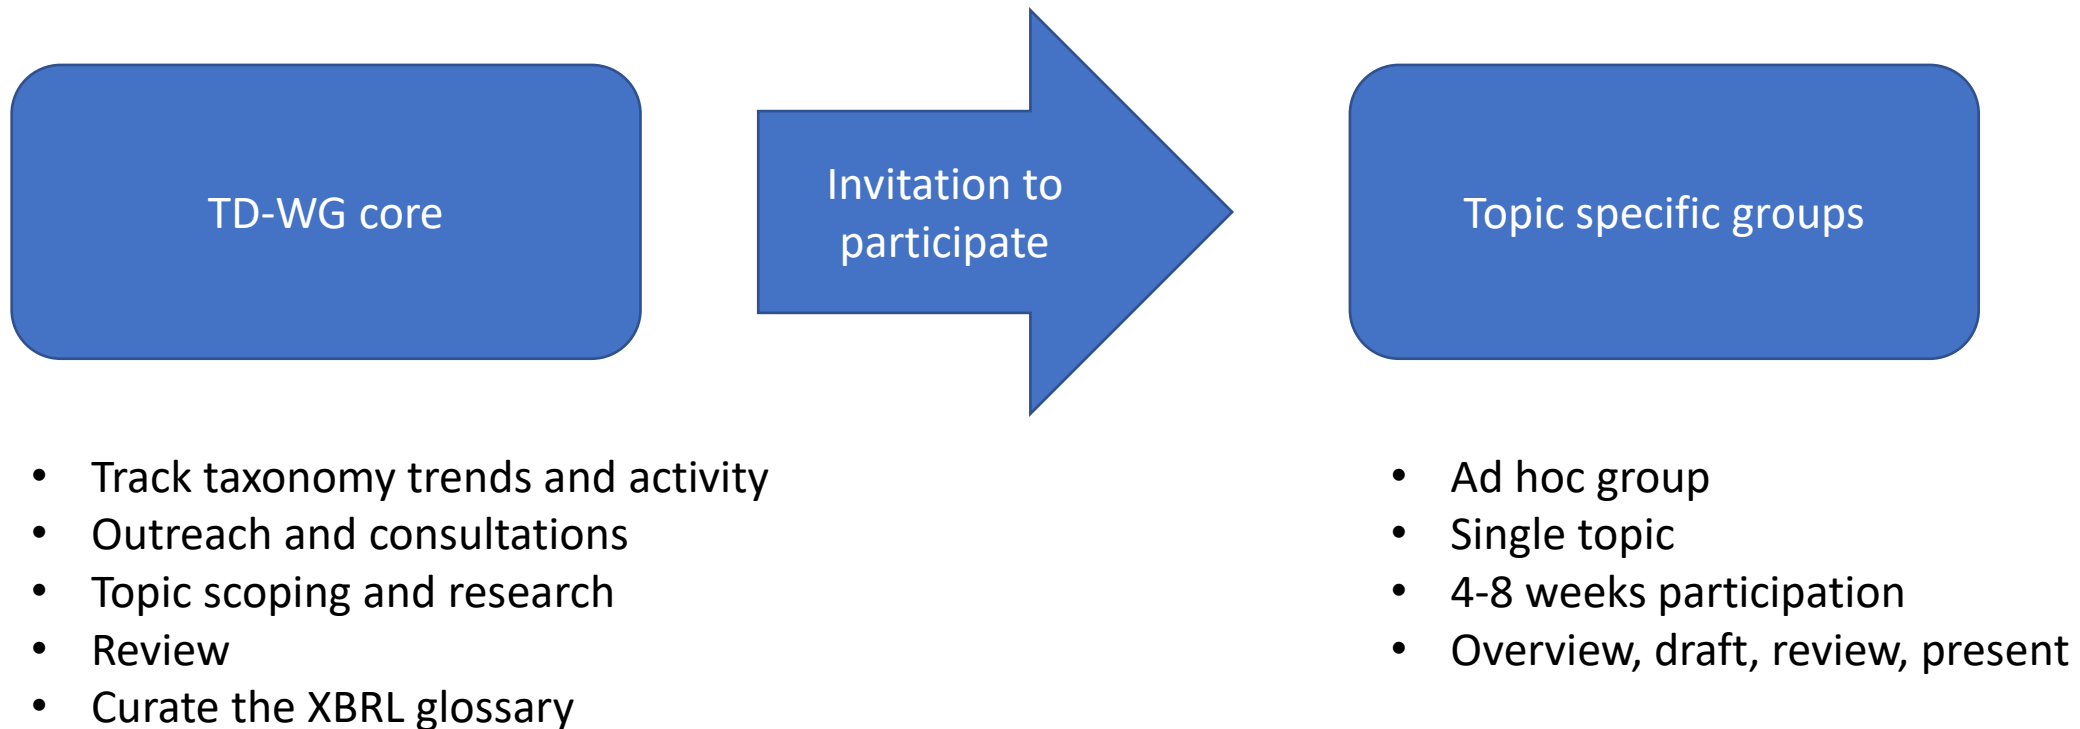 TD-WG core
Invitation to
participate
Topic specific groups
• Track taxonomy trends and activity
• Outreach and consultations
• Topic scoping and research
• Review
• Curate the XBRL glossary
• Ad hoc group
• Single topic
• 4-8 weeks participation
• Overview, draft, review, present